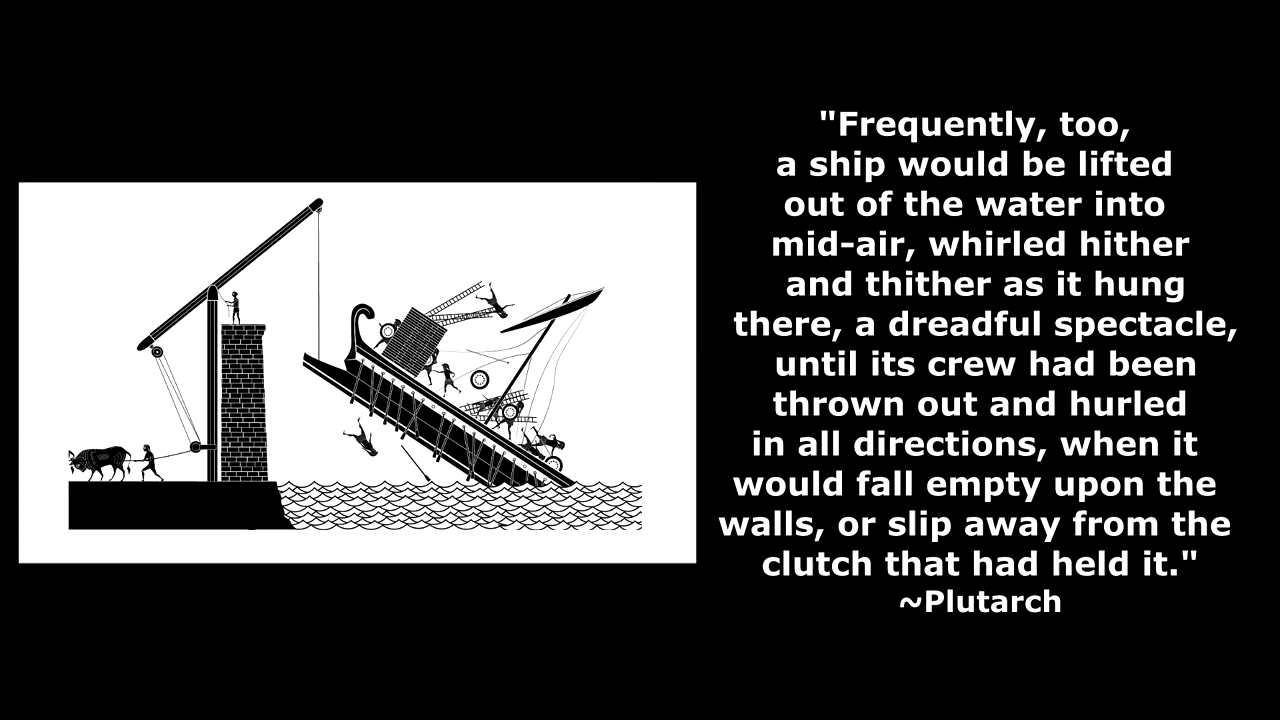 "Frequently, too,
a ship would be lifted
out of the water into
mid-air, whirled hither
and thither as it hung
there, a dreadful spectacle,
until its crew had been
thrown out and hurled
in all directions, when it
would fall empty upon the
walls, or slip away from the
clutch that had held it."
~Plutarch